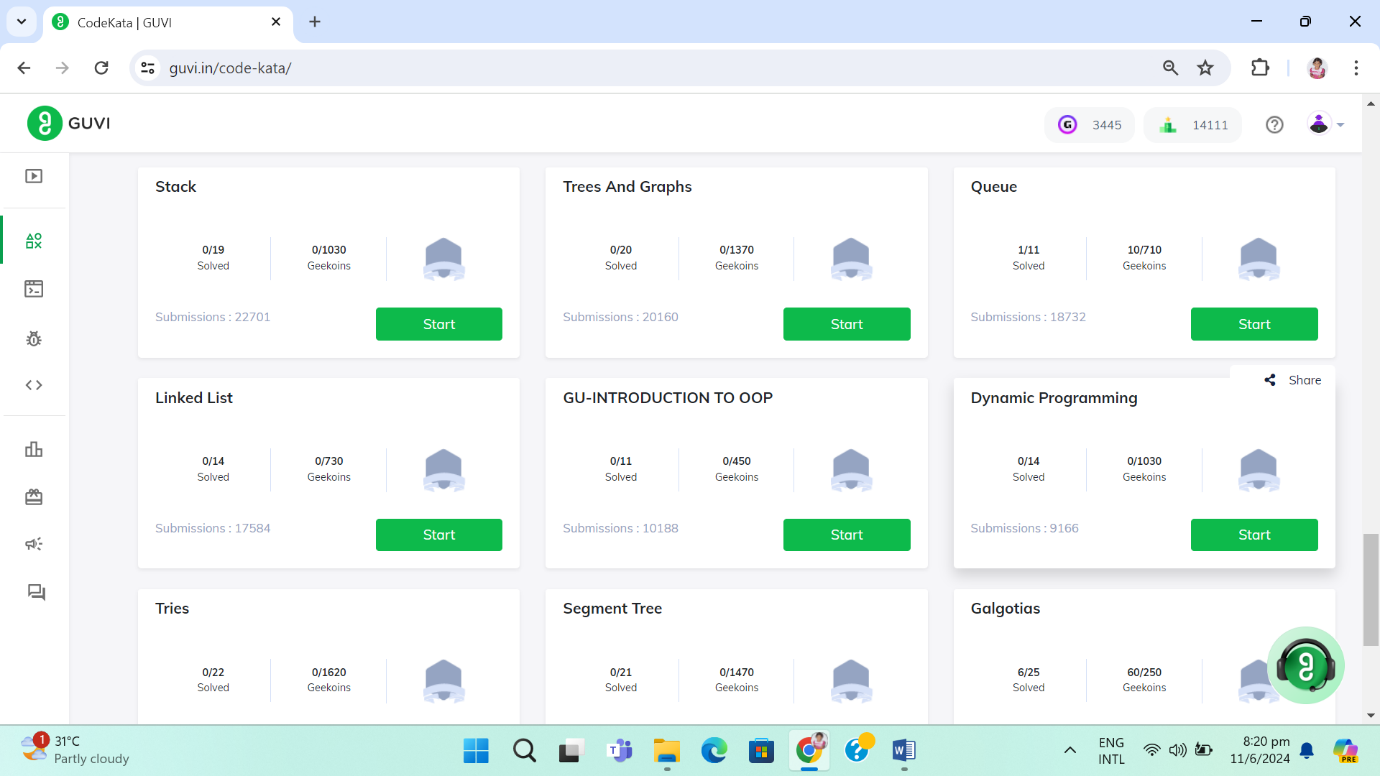 CodeKata | GUVI
guvi.in/code-kata/
GUVI
3445
14111
Stack
0/19
Solved
0/1030
Geekoins
Submissions : 22701
Start
Trees And Graphs
0/20
Solved
0/1370
Geekoins
Submissions : 20160
Start
Queue
1/11
Solved
10/710
Geekoins
Submissions : 18732
Start
Linked List
0/14
Solved
0/730
Geekoins
Submissions : 17584
Start
GU-INTRODUCTION TO OOP
0/11
Solved
0/450
Geekoins
Submissions : 10188
Start
Share
Dynamic Programming
0/14
Solved
0/1030
Geekoins
Submissions : 9166
Start
Tries
0/22
Solved
0/1620
Geekoins
Segment Tree
0/21
Solved
0/1470
Geekoins
Galgotias
6/25
Solved
60/250
Geekoins
1
31°C
Partly cloudy
ENG
INTL
8:20 pm
11/6/2024
PRE